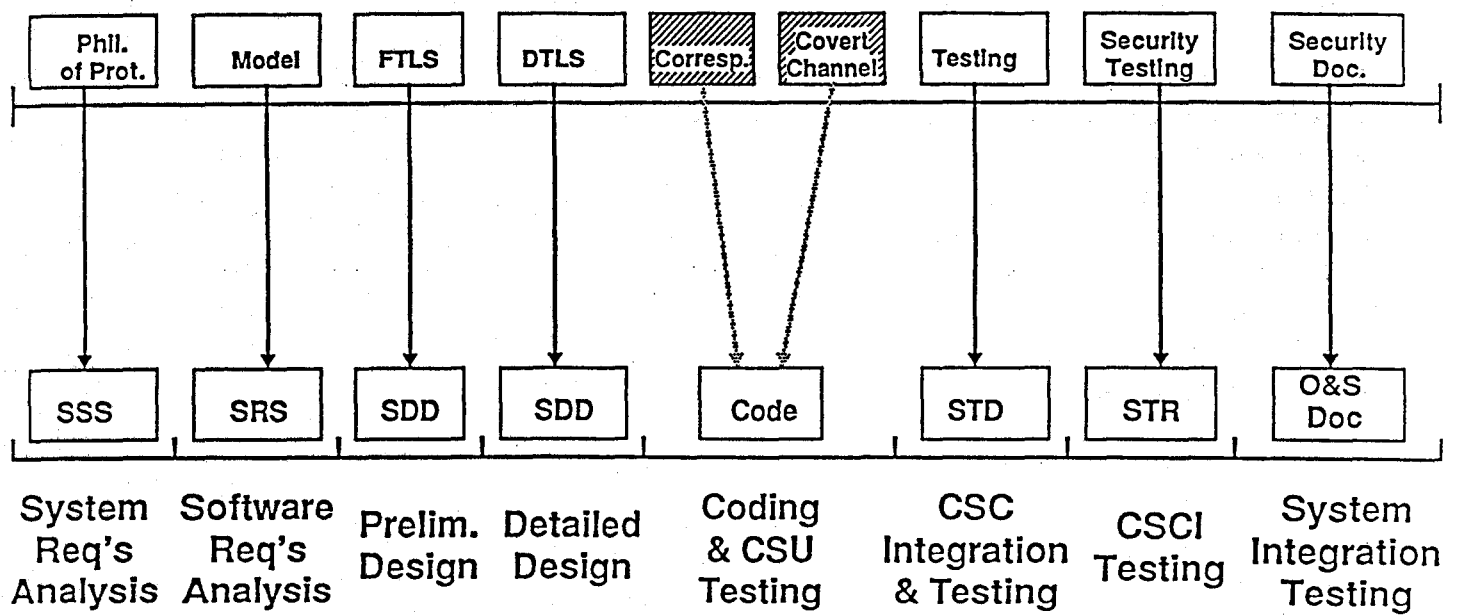 Phil.
of Prot.
Model
FTLS
DTLS
Corresp.
Covert
Channel
Testing
Security
Testing
Security
Doc.
SSS
SRS
SDD
SDD
Code
STD
STR
O&S
Doc
System
Req's
Analysis
Software
Req's
Analysis
Prelim.
Design
Detailed
Design
Coding
& CSU
Testing
CSC
Integration
& Testing
CSCI
Testing
System
Integration
Testing